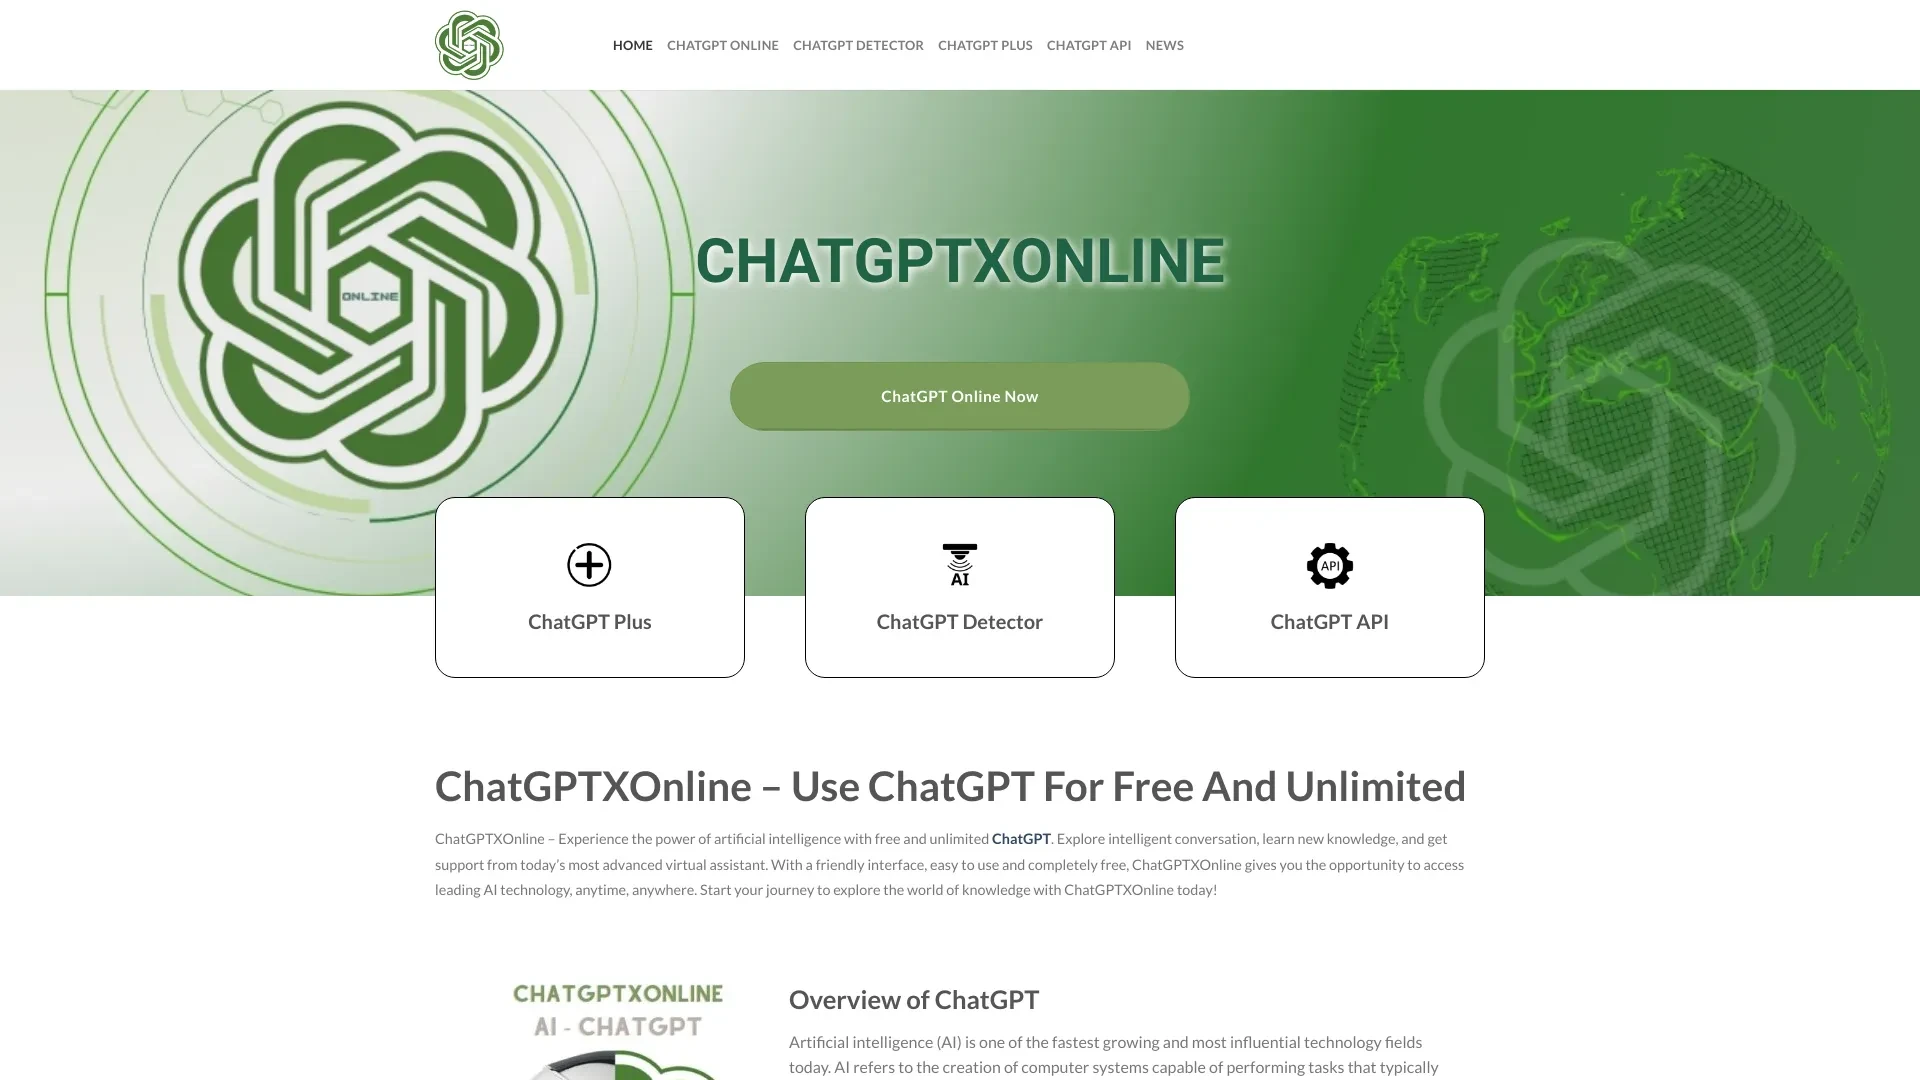 HOME CHATGPT ONLINE CHATGPT DETECTOR CHATGPT PLUS CHATGPT API NEWS
ONLINE
CHATGPTXONLINE
ChatGPT Online Now
AI
API
ChatGPT Plus
ChatGPT Detector
ChatGPT API
ChatGPTXOnline – Use ChatGPT For Free And Unlimited
ChatGPTXOnline – Experience the power of artificial intelligence with free and unlimited ChatGPT. Explore intelligent conversation, learn new knowledge, and get
support from today’s most advanced virtual assistant. With a friendly interface, easy to use and completely free, ChatGPTXOnline gives you the opportunity to access
leading AI technology, anytime, anywhere. Start your journey to explore the world of knowledge with ChatGPTXOnline today!
CHATGPTXONLINE
AI - CHATGPT
Overview of ChatGPT
Artificial intelligence (AI) is one of the fastest growing and most influential technology fields
today. AI refers to the creation of computer systems capable of performing tasks that typically